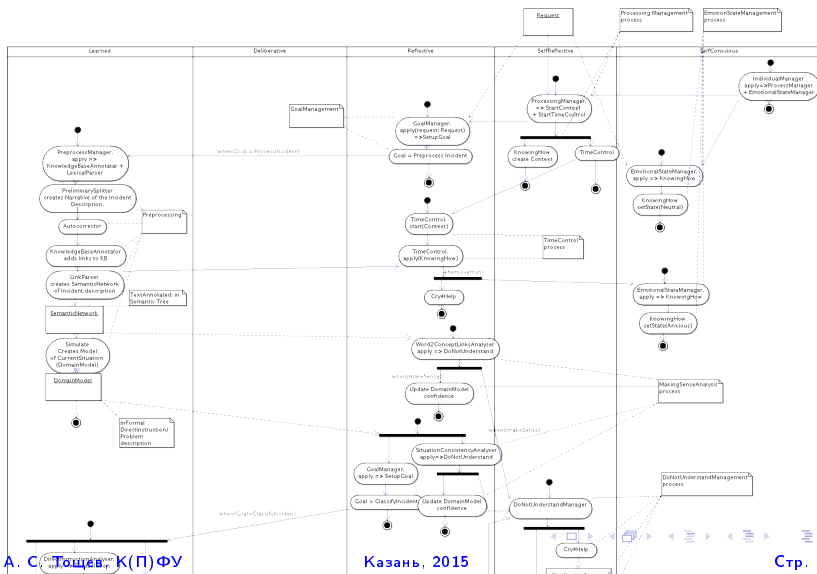 Request
Processing Management
process
EmotionStateManagement
process
Learned
Deliberative
Reflective
SelfReflective
SelfConscious
IndividualManager
apply=>ProcessManager
+ EmotionalStateManager
ProcessingManager.
=> StartContext
+ StartTimeControl
GoalManagement
GoalManager.
apply(request: Request)
=>SetupGoal
Goal = Preprocess Incident
when(Goal = ProcessIncident)
KnowingHow
create Context
TimeControl
PreprocessManager.
apply =>
KnowledgeBaseAnnotator +
LexicalParser
EmotionalStateManager.
apply => KnowingHow
KnowingHow
setState(Neutral)
PreliminarySplitter
creates Narrative of the Incident
Description.
Preprocessing
Autocorrector
TimeControl.
start(Context)
TimeControl
process
KnowledgeBaseAnnotator
adds links to KB
TimeControl.
apply(KnowingHow)
LinkParser
creates SemanticNetwork
of Incident.description
Cry4Help
EmotionalStateManager.
apply => KnowingHow
KnowingHow
setState(Anxious)
TextAnnotated: in
Semantic Tree
SemanticNetwork
Simulate
Creates Model
of CurrentSituation
(DomainModel)
Word2ConceptLinksAnalyser
apply => DoNotUnderstand
when(makeSense)
DomainModel
Update DomainModel
confidence
MakingSenseAnalysis
process
InFormal
DirectInstruction/
Problem
description
when(makeSense)
SituationConsistencyAnalyser
apply=>DoNotUnderstand
GoalManager.
apply => SetupGoal
Goal = ClassifyIncident
Update DomainModel
confidence
DoNotUnderstandManager
DoNotUnderstandManagement
process
when(Goal=ClassifyIncident)
Cry4Help
А. С. Тощев, К(П)ФУ
Казань, 2015
Стр.